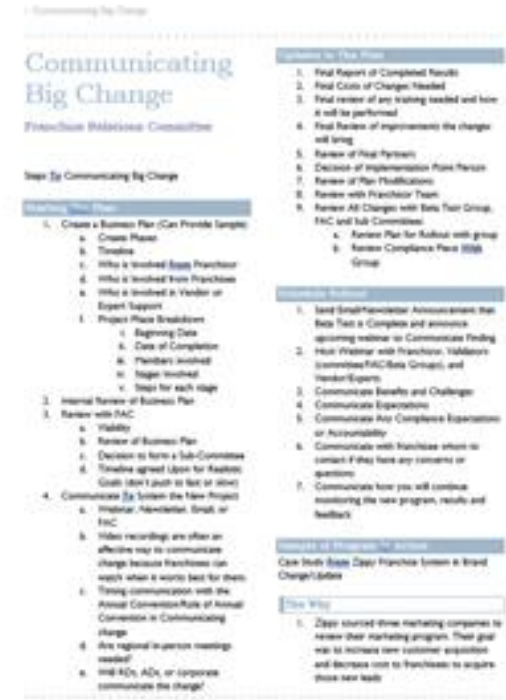 Communicating Big Change
Communicating
Big Change
Franchise Relations Committee
Steps To Communicating Big Change
Starting Plan
1. Create a Business Plan (Can Provide Sample)
a. Create Phases
b. Timeline
c. Who is Involved From Franchisor
d. Who is Involved from Franchisee
e. Who is Involved in Vendor or
Expert Support
f. Project Phase Breakdown
i. Beginning Date
ii. Date of Completion
iii. Members involved
iv. Stages Involved
v. Steps for each stage
2. Internal Review of Business Plan
3. Review with FAC
a. Viability
b. Review of Business Plan
c. Decision to form a Sub-Committee
d. Timeline agreed Upon for Realistic
Goals (don't push to fast or slow)
4. Communicate To System the New Project
a. Webinar, Newsletter, Email, or
FAC
b. Video recordings are often an
effective way to communicate
change because franchisees can
watch when it works best for them
c. Timing communication with the
Annual Convention/Role of Annual
Convention in Communicating
change
d. Are regional in-person meetings
needed?
e. Will RDs, ADs, or corporate
communicate the change?
Updates to The Plan
1. Final Report of Completed Results
2. Final Costs of Changes Needed
3. Final review of any training needed and how
it will be performed
4. Final Review of improvements the changes
will bring
5. Review of Final Partners
6. Decision of Implementation Point Person
7. Review of Plan Modifications
8. Review with Franchisor Team
9. Review All Changes with Beta Test Group,
FAC and Sub Committees
a. Review Plan for Rollout with group
b. Review Compliance Piece With
Group
Rollout
1. Send Email/Newsletter Announcement that
Beta Test is Complete and announce
upcoming webinar to Communicate Finding
2. Host Webinar with Franchisor, Validators
(committee/FAC/Beta Groups), and
Vendor/Experts
3. Communicate Benefits and Challenges
4. Communicate Expectations
5. Communicate Any Compliance Expectations
or Accountability
6. Communicate with franchisee whom to
contact if they have any concerns or
questions
7. Communicate how you will continue
monitoring the new program, results and
feedback
Sample of Program In Action
Case Study From Zippy Franchise System in Brand
Change/Update
The Why
1. Zippy sourced three marketing companies to
review their marketing program. Their goal
was to increase new customer acquisition
and decrease cost to franchisees to acquire
those new leads